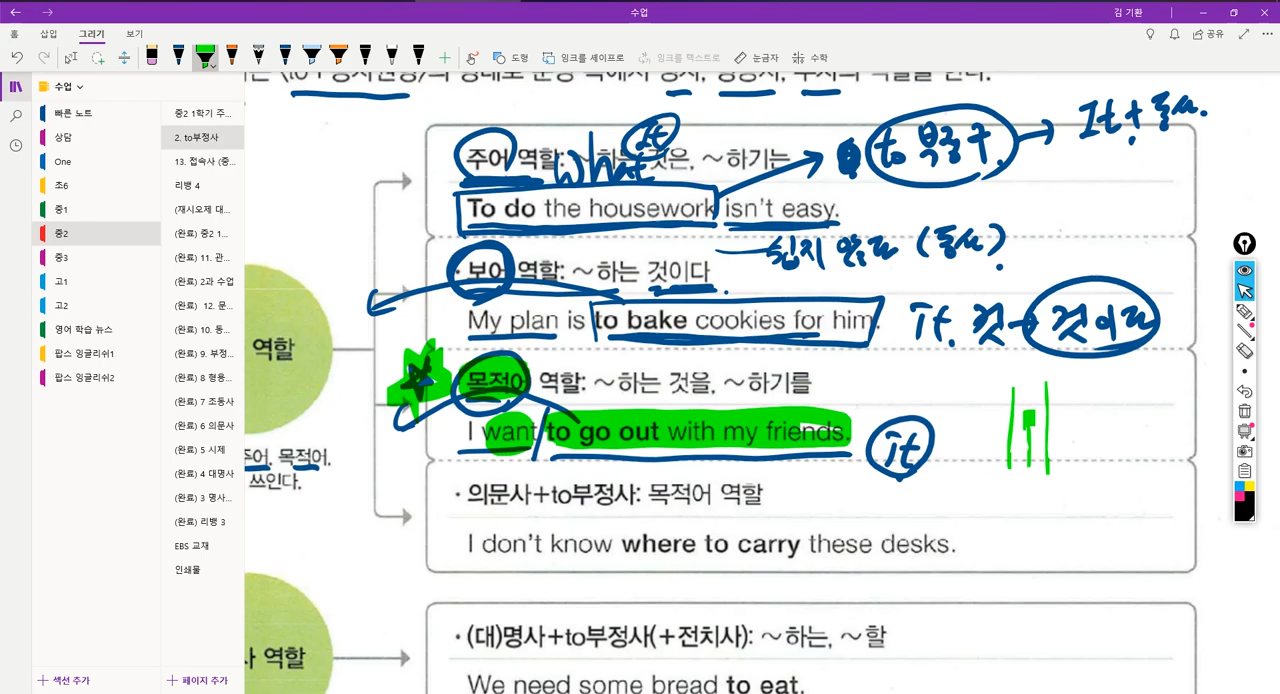 수업
김 기환
홈 삽입 그리기 보기
공유
도형 잉크를 셰이프로 잉크를 텍스트로 눈금자 수학
수업
빠른 노트
상담
One
초6
중1
중2
중3
고1
고2
영어 학습 뉴스
팝스 잉글리쉬1
팝스 잉글리쉬2
섹션 추가
중2 1학기 주...
2. to부정사
13. 접속사 (중...
리뱅 4
(재시오제 대...
(완료) 중2 1...
(완료) 11. 관...
(완료) 2과 수업
(완료) 12. 문...
(완료) 10. 동...
(완료) 9. 부정...
(완료) 8 형용...
(완료) 7 조동사
(완료) 6 의문사
(완료) 5 시제
(완료) 4 대명사
(완료) 3 명사...
(완료) 리뱅 3
EBS 교재
인쇄물
페이지 추가
역할
주어, 목적어,
쓰인다.
주어 역할: ~하는 것은, ~하기는
what It
to 부정구 It + 동사.
To do the housework isn't easy.
쉽지 않다 (동사)
보어 역할: ~하는 것이다
My plan is to bake cookies for him.
It. 것 → 것이다
목적어 역할: ~하는 것을, ~하기를
I want to go out with my friends.
It
의문사+to부정사: 목적어 역할
I don't know where to carry these desks.
사 역할
(대)명사+to부정사(+전치사): ~하는, ~할
We need some bread to eat.